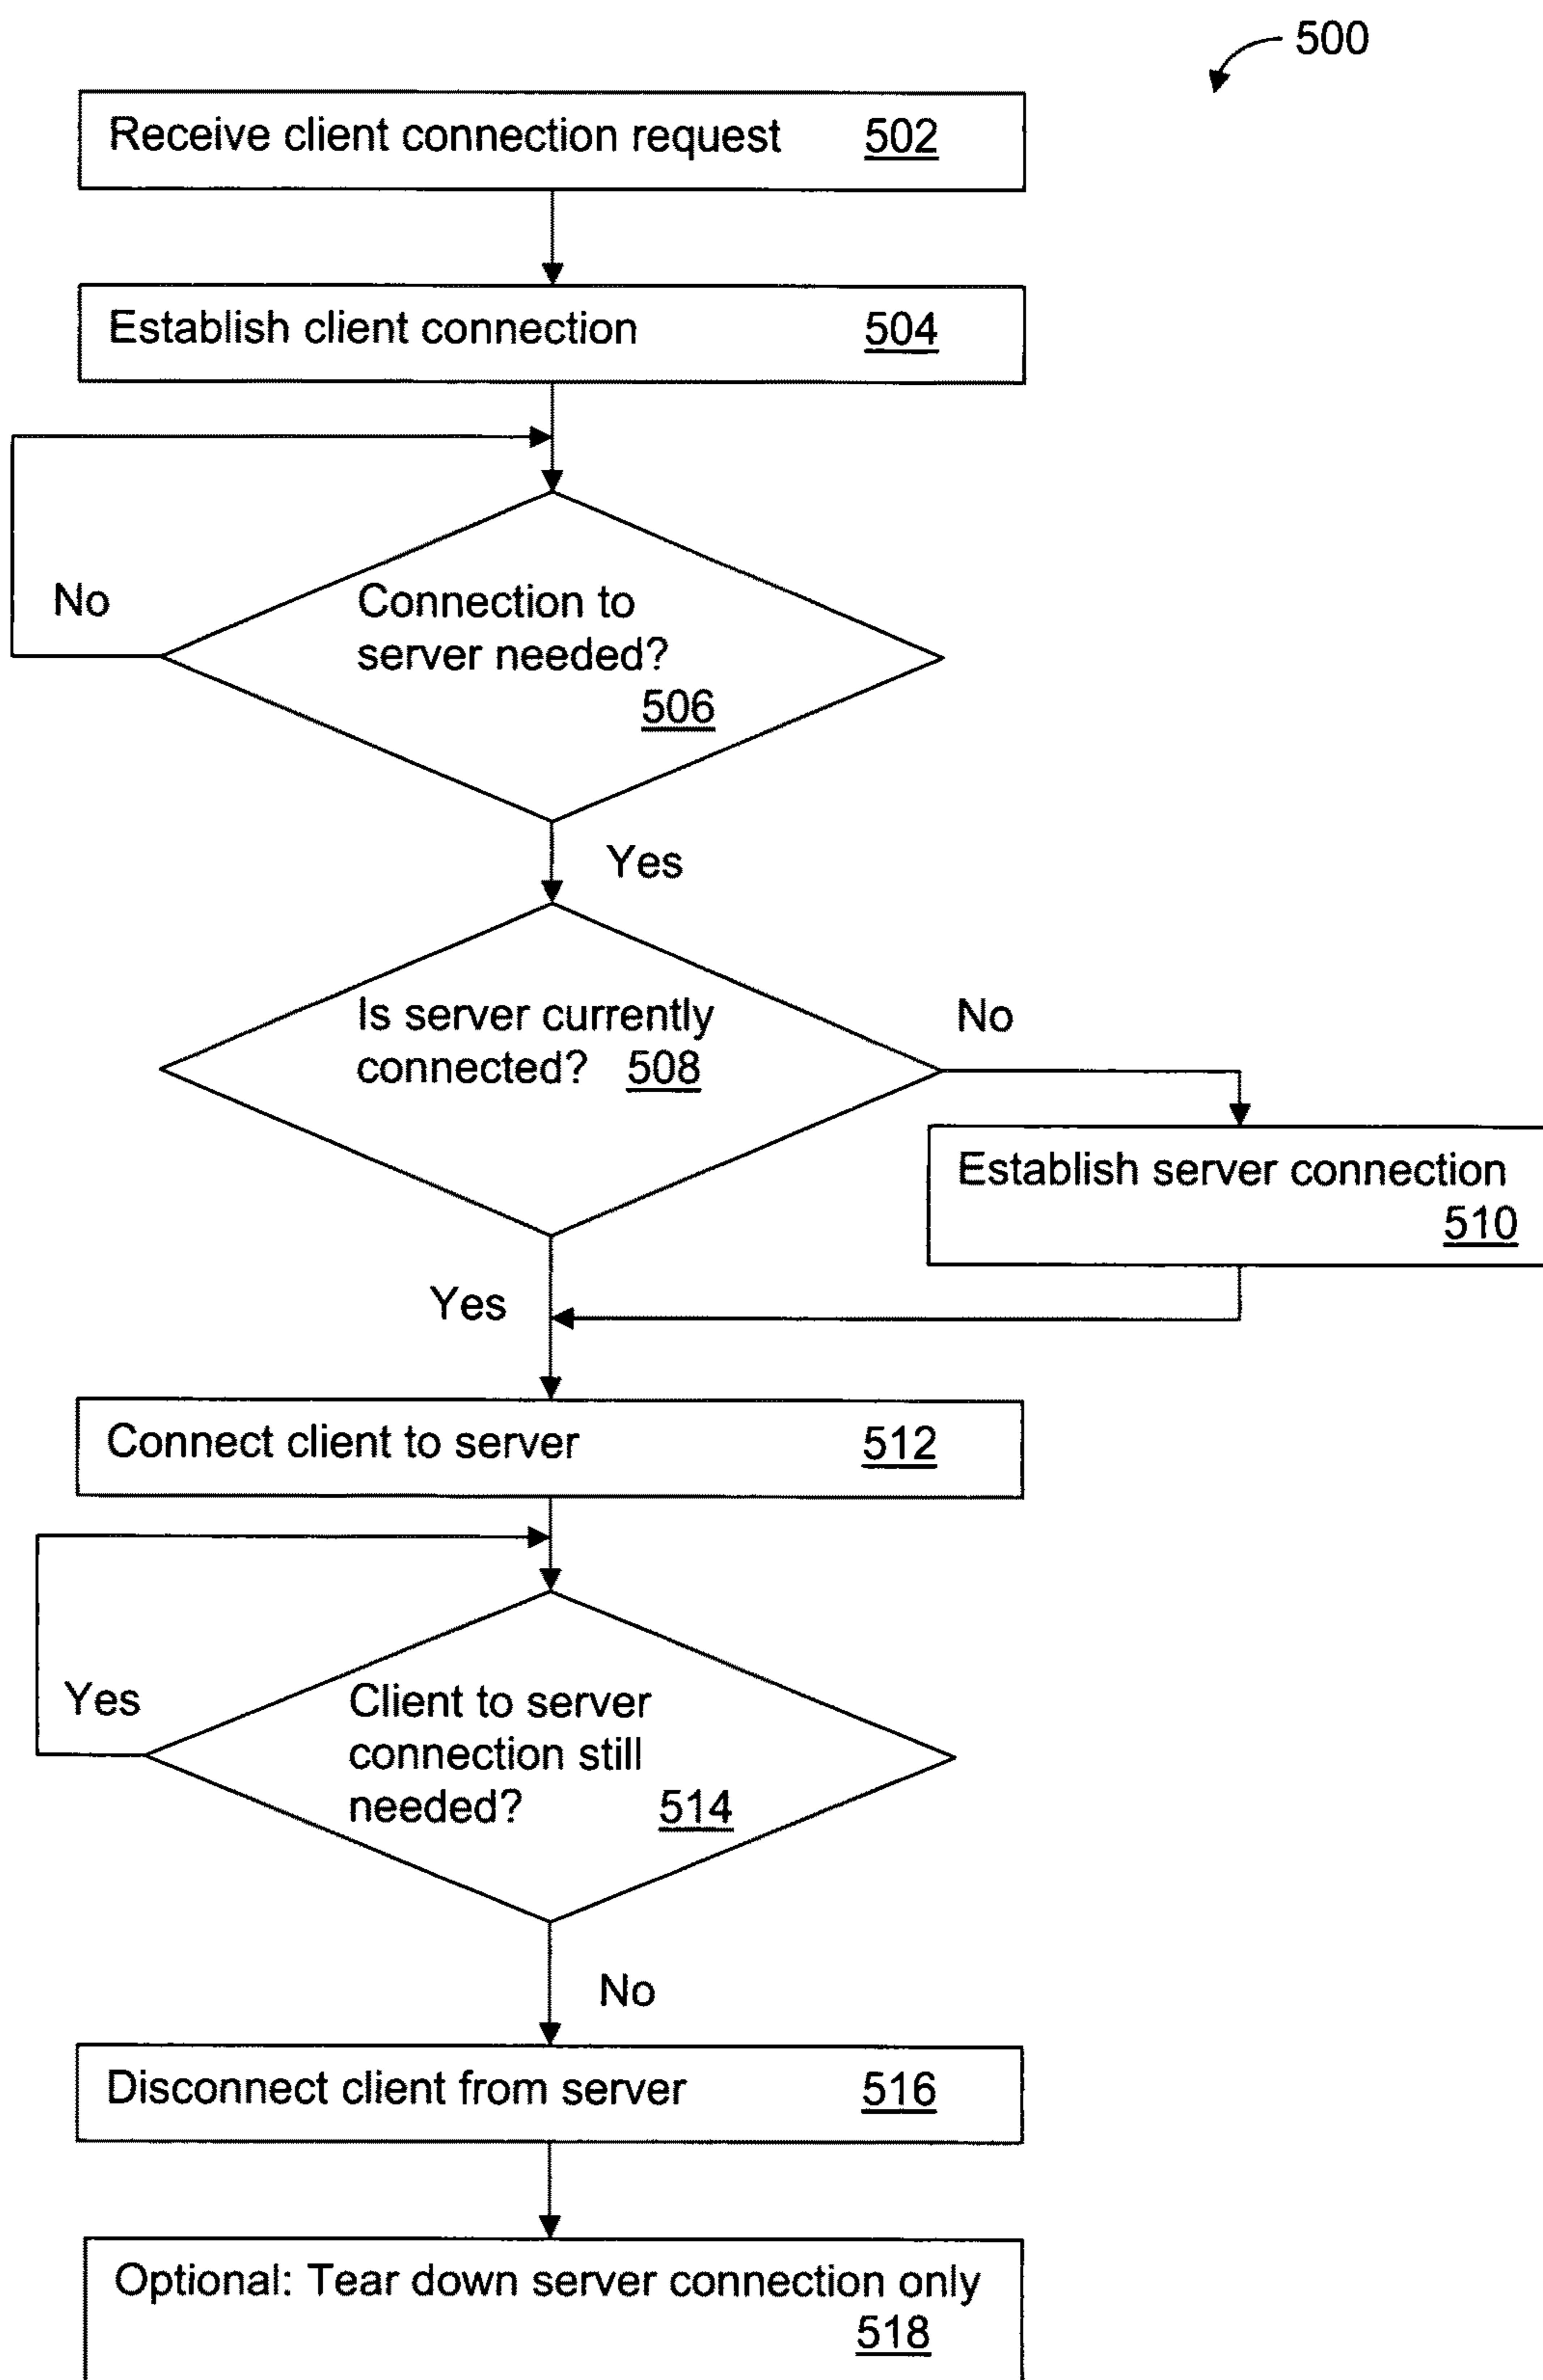 500
Receive client connection request 502
Establish client connection 504
No
Connection to
server needed?
506
Yes
Is server currently
connected? 508
No
Establish server connection
510
Yes
Connect client to server 512
Yes
Client to server
connection still
needed? 514
No
Disconnect client from server 516
Optional: Tear down server connection only
518